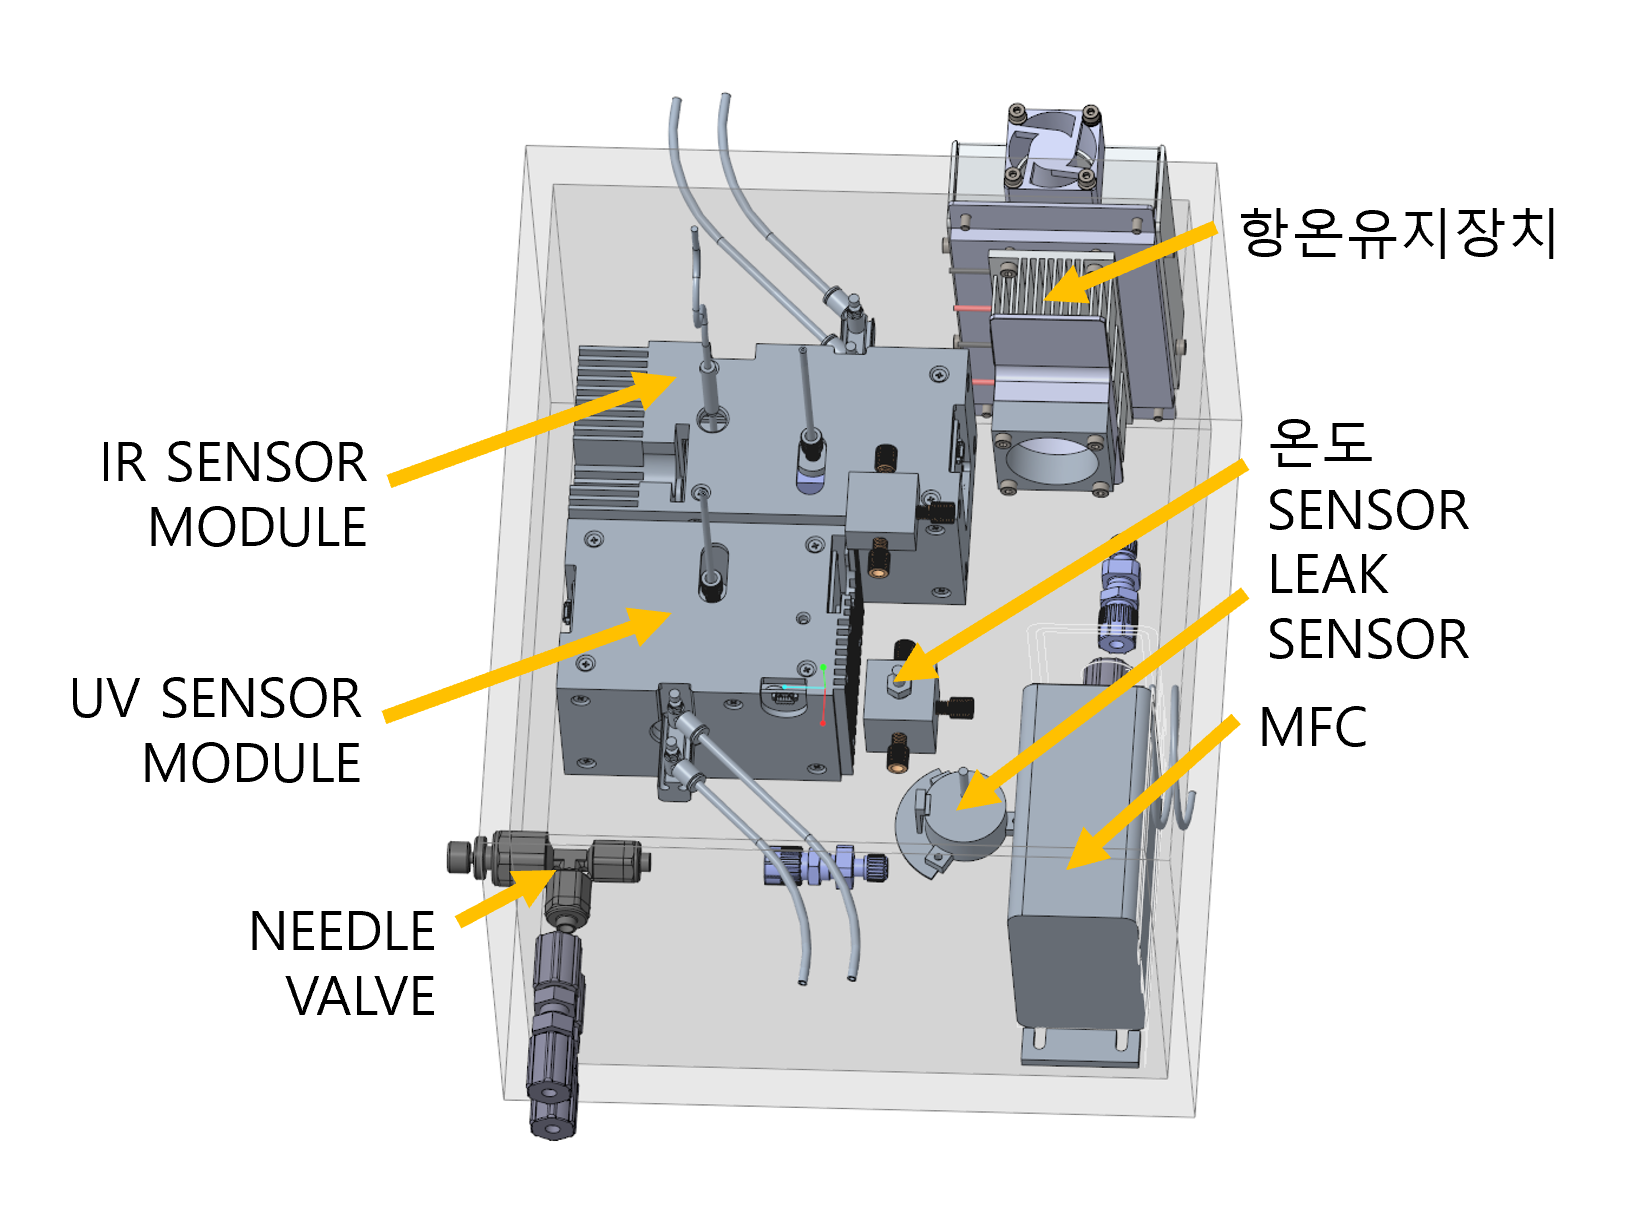 항온유지장치
IR SENSOR
MODULE
온도
SENSOR
LEAK
SENSOR
UV SENSOR
MODULE
MFC
NEEDLE
VALVE